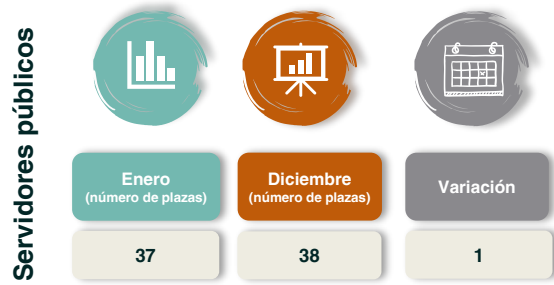 Servidores públicos
Enero
(número de plazas)
Diciembre
(número de plazas)
Variación
37
38
1